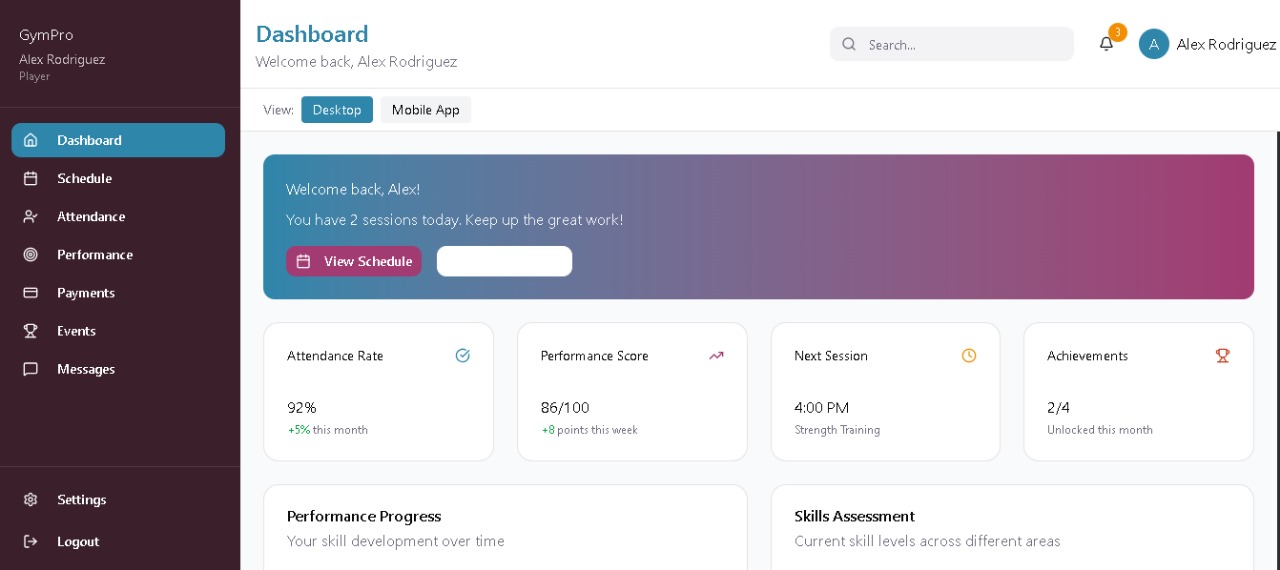 GymPro
Alex Rodriguez
Player
Dashboard
Schedule
Attendance
Performance
Payments
Events
Messages
Settings
Logout
Dashboard
Welcome back, Alex Rodriguez
Search...
3
A
Alex Rodriguez
View:
Desktop
Mobile App
Welcome back, Alex!
You have 2 sessions today. Keep up the great work!
View Schedule
Attendance Rate
92%
+5% this month
Performance Score
86/100
+8 points this week
Next Session
4:00 PM
Strength Training
Achievements
2/4
Unlocked this month
Performance Progress
Your skill development over time
Skills Assessment
Current skill levels across different areas